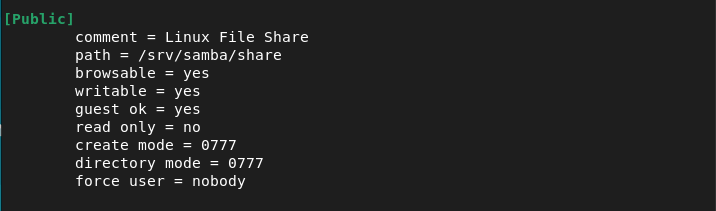 [Public]
comment = Linux File Share
path = /srv/samba/share
browsable = yes
writable = yes
guest ok = yes
read only = no
create mode = 0777
directory mode = 0777
force user = nobody